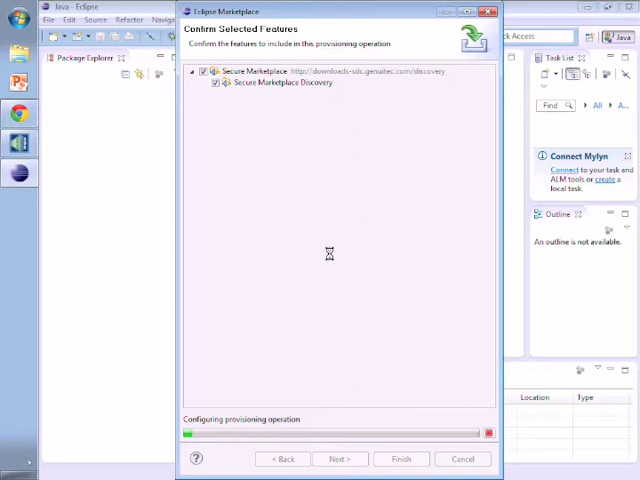 Java - Eclipse
File Edit Source Refactor Navig
Package Explorer
Eclipse Marketplace
Confirm Selected Features
Confirm the features to include in this provisioning operation
Secure Marketplace http://downloads-sdc.genuitec.com/discovery
Secure Marketplace Discovery
Configuring provisioning operation
? < Back Next > Finish Cancel
Access
Java
Task List
Find All A...
Connect Mylyn
Connect to your task and
ALM tools or create a
local task.
Outline
An outline is not available.
Location Type